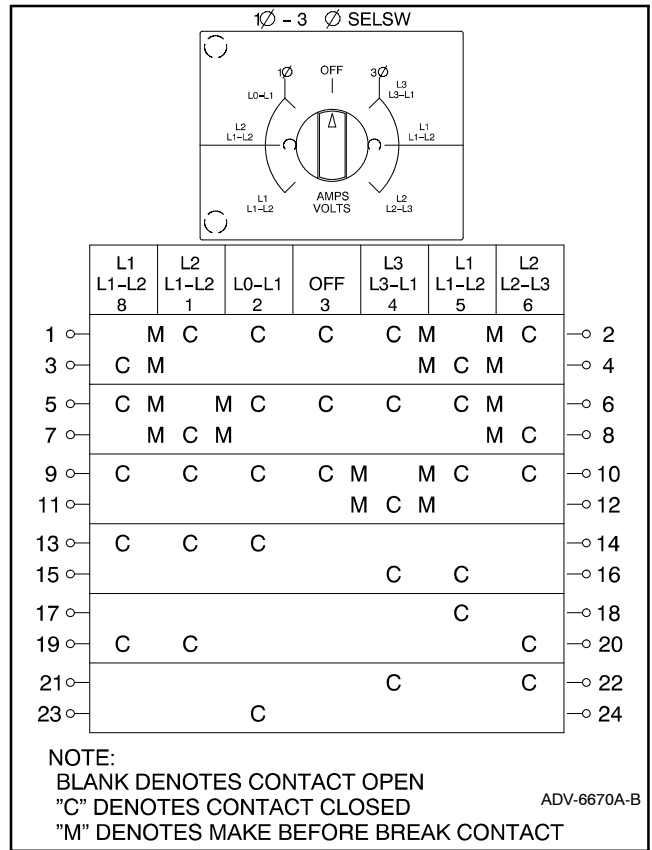 1Ø – 3 Ø SELSW
1Ø OFF 3Ø
L0–L1
L3
L3–L1
L2
L1–L2
L1
L1–L2
L1
L1–L2
AMPS
VOLTS
L2
L2–L3
L1 L2 L3 L1 L2
L1–L2 L1–L2 L0–L1 OFF L3–L1 L1–L2 L2–L3
8 1 2 3 4 5 6
1 M C C C C M M C 2
3 C M M C M 4
5 C M M C C C C M 6
7 M C M M C 8
9 C C C C M M C C 10
11 M C M 12
13 C C C 14
15 C C 16
17 C 18
19 C C C 20
21 C C 22
23 C 24
NOTE:
BLANK DENOTES CONTACT OPEN
"C" DENOTES CONTACT CLOSED
ADV-6670A-B
"M" DENOTES MAKE BEFORE BREAK CONTACT